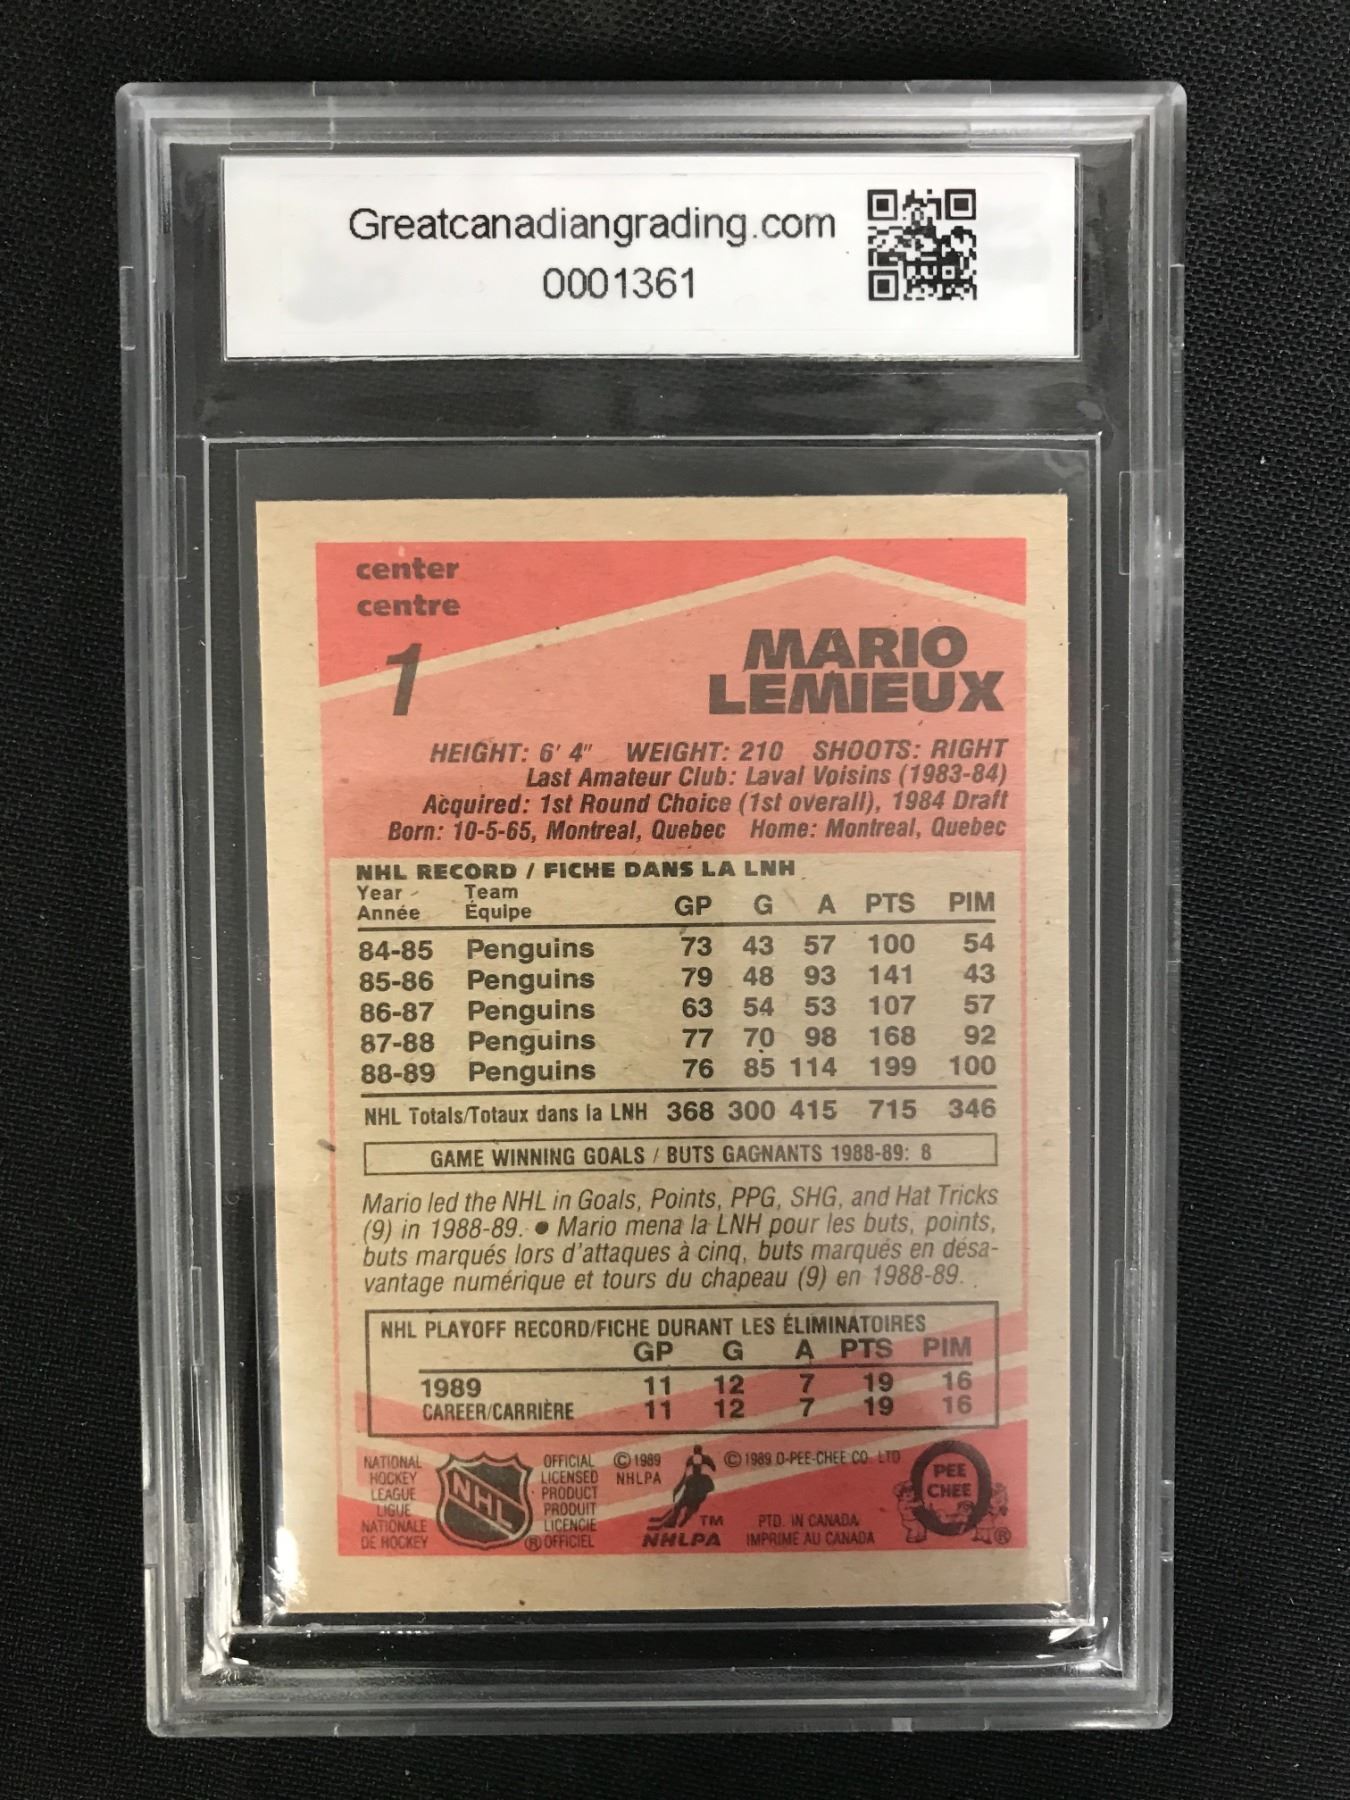 Greatcanadiangrading.com
0001361
center
centre
1
MARIO
LEMIEUX
HEIGHT: 6' 4" WEIGHT: 210 SHOOTS: RIGHT
Last Amateur Club: Laval Voisins (1983-84)
Acquired: 1st Round Choice (1st overall), 1984 Draft
Born: 10-5-65, Montreal, Quebec Home: Montreal, Quebec
NHL RECORD / FICHE DANS LA LNH
Year Team
Année Équipe GP G A PTS PIM
84-85 Penguins 73 43 57 100 54
85-86 Penguins 79 48 93 141 43
86-87 Penguins 63 54 53 107 57
87-88 Penguins 77 70 98 168 92
88-89 Penguins 76 85 114 199 100
NHL Totals/Totaux dans la LNH 368 300 415 715 346
GAME WINNING GOALS / BUTS GAGNANTS 1988-89: 8
Mario led the NHL in Goals, Points, PPG, SHG, and Hat Tricks
(9) in 1988-89. ● Mario mena la LNH pour les buts, points,
buts marqués lors d'attaques à cinq, buts marqués en désa-
vantage numérique et tours du chapeau (9) en 1988-89.
NHL PLAYOFF RECORD/FICHE DURANT LES ÉLIMINATOIRES
GP G A PTS PIM
1989 11 12 7 19 16
CAREER/CARRIÈRE 11 12 7 19 16
NATIONAL
HOCKEY
LEAGUE
LIGUE
NATIONALE
DE HOCKEY
NHL
OFFICIAL
LICENSED
PRODUCT
PRODUIT
LICENCIE
® OFFICIEL
© 1989
NHLPA
TM
NHLPA
© 1989 O-PEE-CHEE CO. LTD
PTD. IN CANADA
IMPRIME AU CANADA
O
PEE
CHEE
®